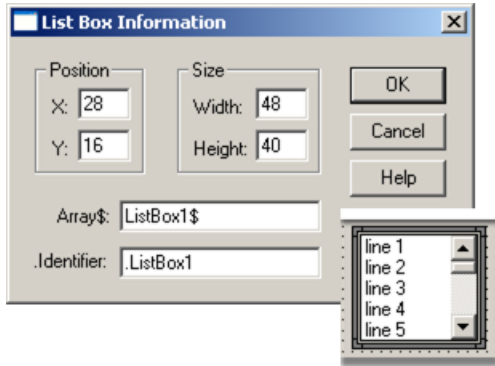 List Box Information
Position
Size
X: 28
Width: 48
Y: 16
Height: 40
OK
Cancel
Help
Array$: ListBox1$
.Identifier: .ListBox1
line 1
line 2
line 3
line 4
line 5